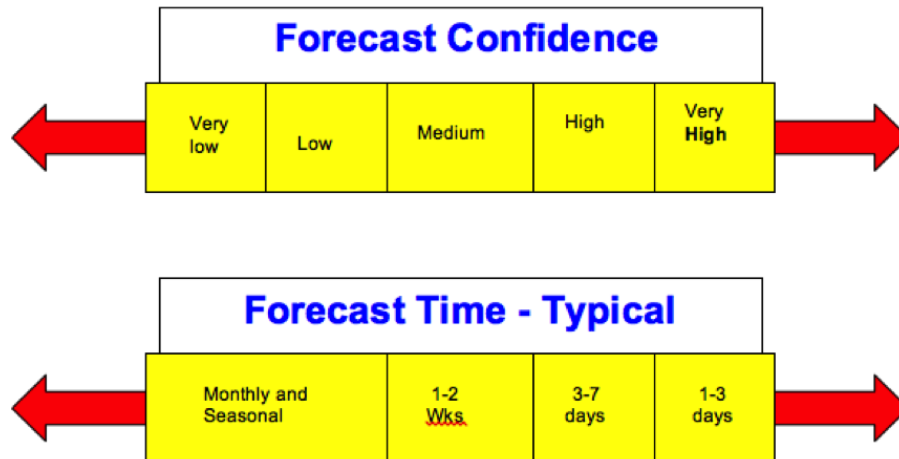 Forecast Confidence
Very
low
Low
Medium
High
Very
High
Forecast Time - Typical
Monthly and
Seasonal
1-2
Wks
3-7
days
1-3
days